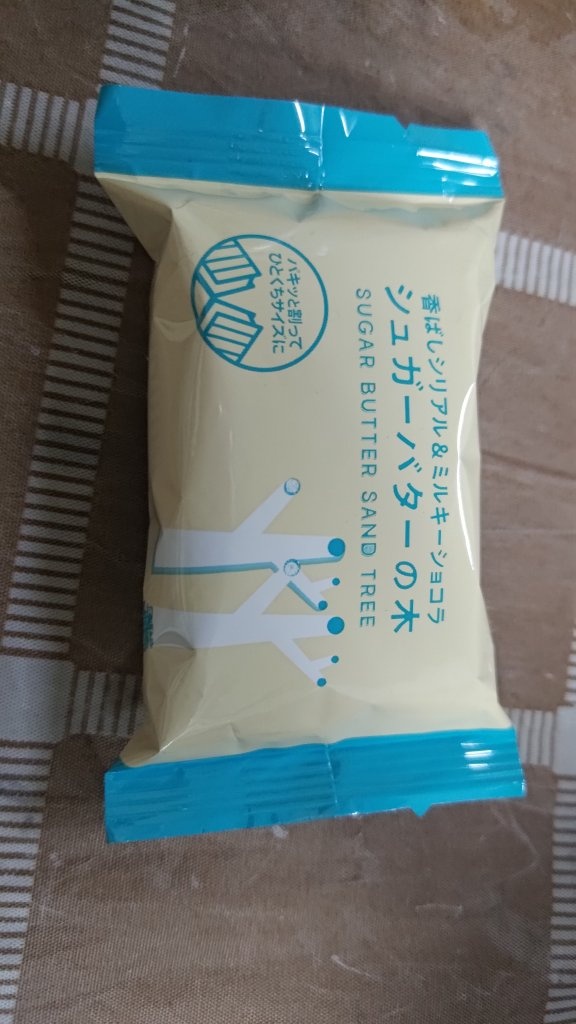 香ばしシリアル&ミルキーショコラ
シュガーバターの木
SUGAR BUTTER SAND TREE
パキッと割って
ひとくちサイズに